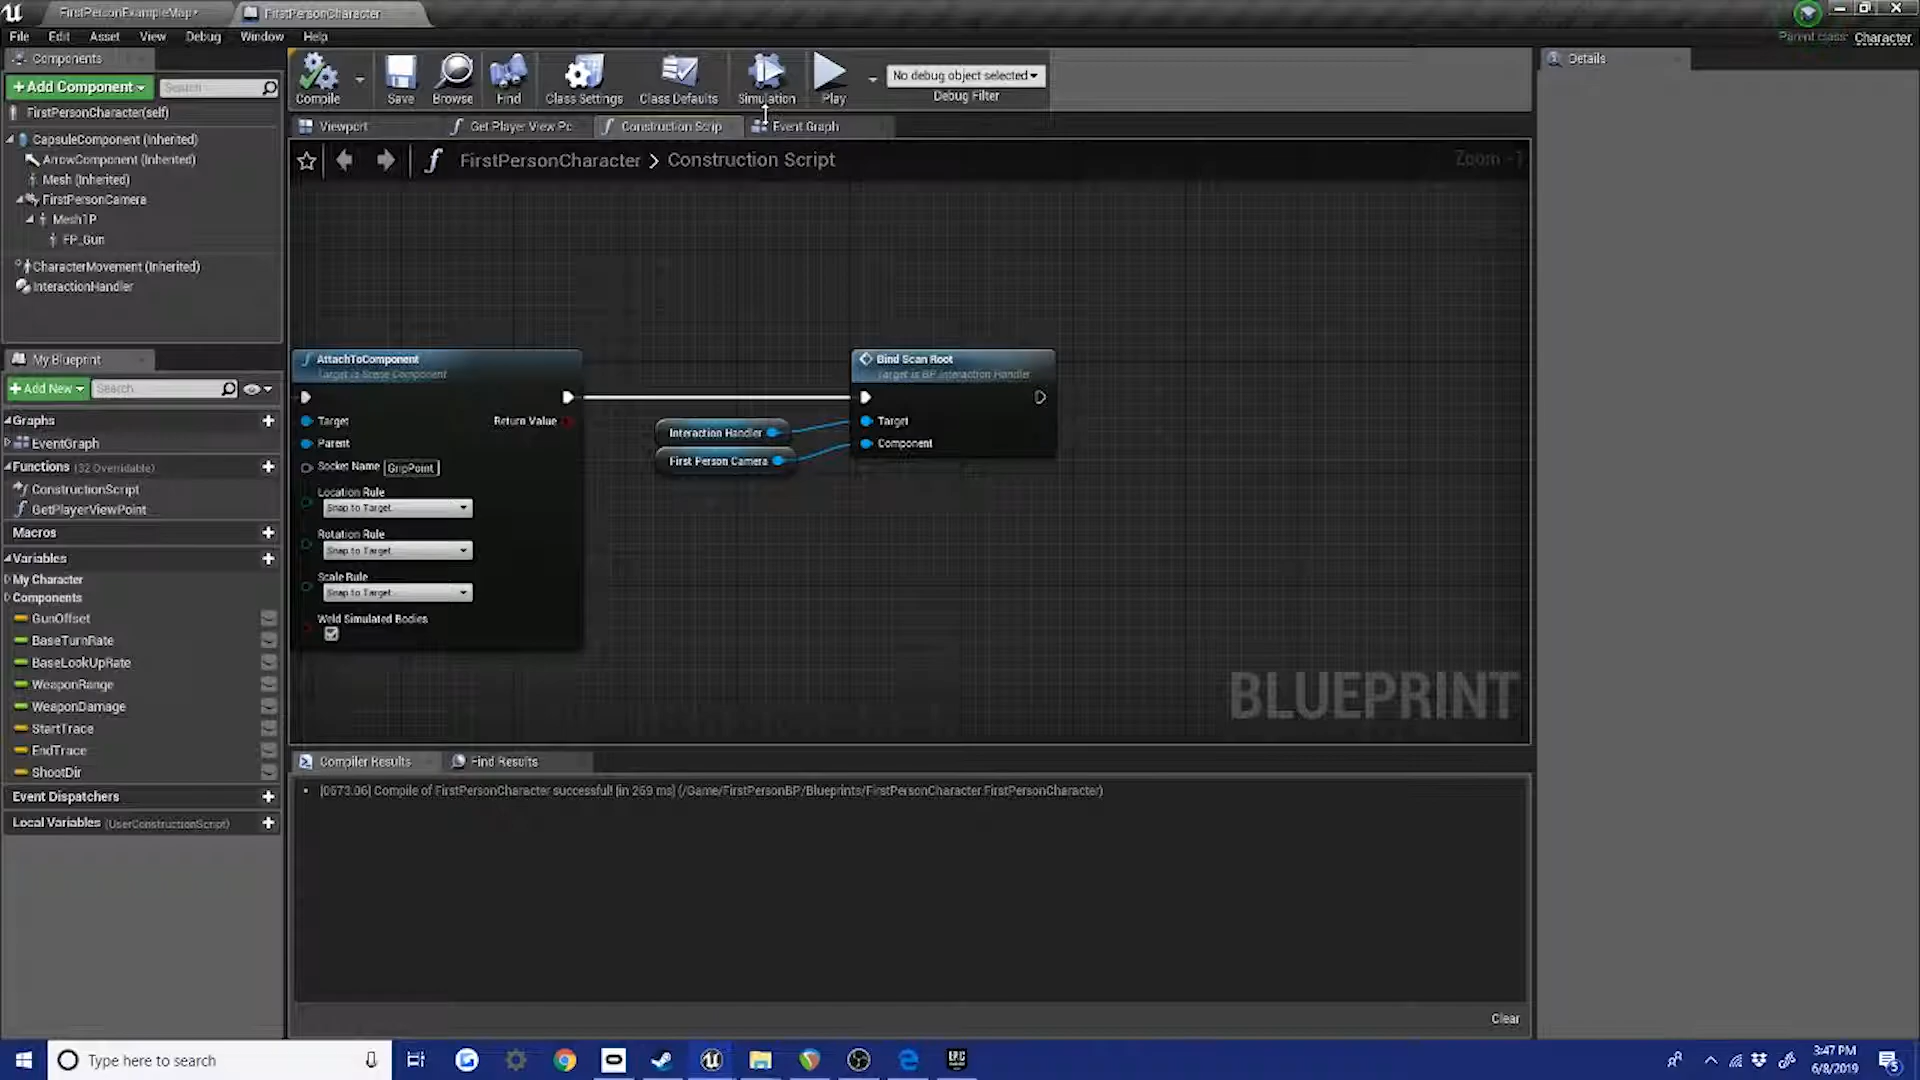 FirstPersonExampleMap*
FirstPersonCharacter
File Edit Asset View Debug Window Help
Parent class: Character
Components
+Add Component
Search
FirstPersonCharacter(self)
CapsuleComponent (Inherited)
ArrowComponent (Inherited)
Mesh (Inherited)
FirstPersonCamera
Mesh1P
FP_Gun
CharacterMovement (Inherited)
InteractionHandler
Compile
Save
Browse
Find
Class Settings
Class Defaults
Simulation
Play
No debug object selected
Debug Filter
Details
Viewport
Get Player View Pc
Construction Scrip
Event Graph
FirstPersonCharacter > Construction Script
Zoom -1
AttachToComponent
Target is Scene Component
Target
Return Value
Parent
Socket Name GripPoint
Location Rule
Snap to Target
Rotation Rule
Snap to Target
Scale Rule
Snap to Target
Weld Simulated Bodies
Interaction Handler
First Person Camera
Bind Scan Root
Target is BP Interaction Handler
Target
Component
BLUEPRINT
My Blueprint
+Add New
Search
Graphs
EventGraph
Functions (32 Overridable)
ConstructionScript
GetPlayerViewPoint
Macros
Variables
My Character
Components
GunOffset
BaseTurnRate
BaseLookUpRate
WeaponRange
WeaponDamage
StartTrace
EndTrace
ShootDir
Event Dispatchers
Local Variables (UserConstructionScript)
Compiler Results
Find Results
[0673.06] Compile of FirstPersonCharacter successful! [in 269 ms] (/Game/FirstPersonBP/Blueprints/FirstPersonCharacter.FirstPersonCharacter)
Clear
Type here to search
EPIC
3:47 PM
6/8/2019
5